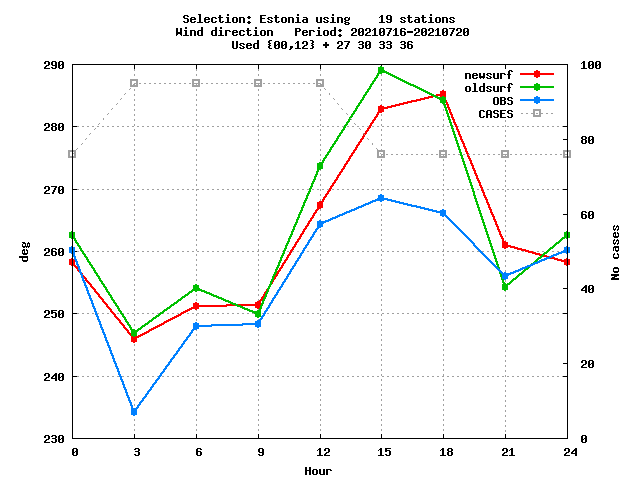 Selection: Estonia using    19 stations
Wind direction   Period: 20210716-20210720
Used {00,12} + 27 30 33 36
290
280
270
260
250
240
230
deg
100
80
60
40
20
0
No cases
newsurf
oldsurf
OBS
CASES
0 3 6 9 12 15 18 21 24
Hour